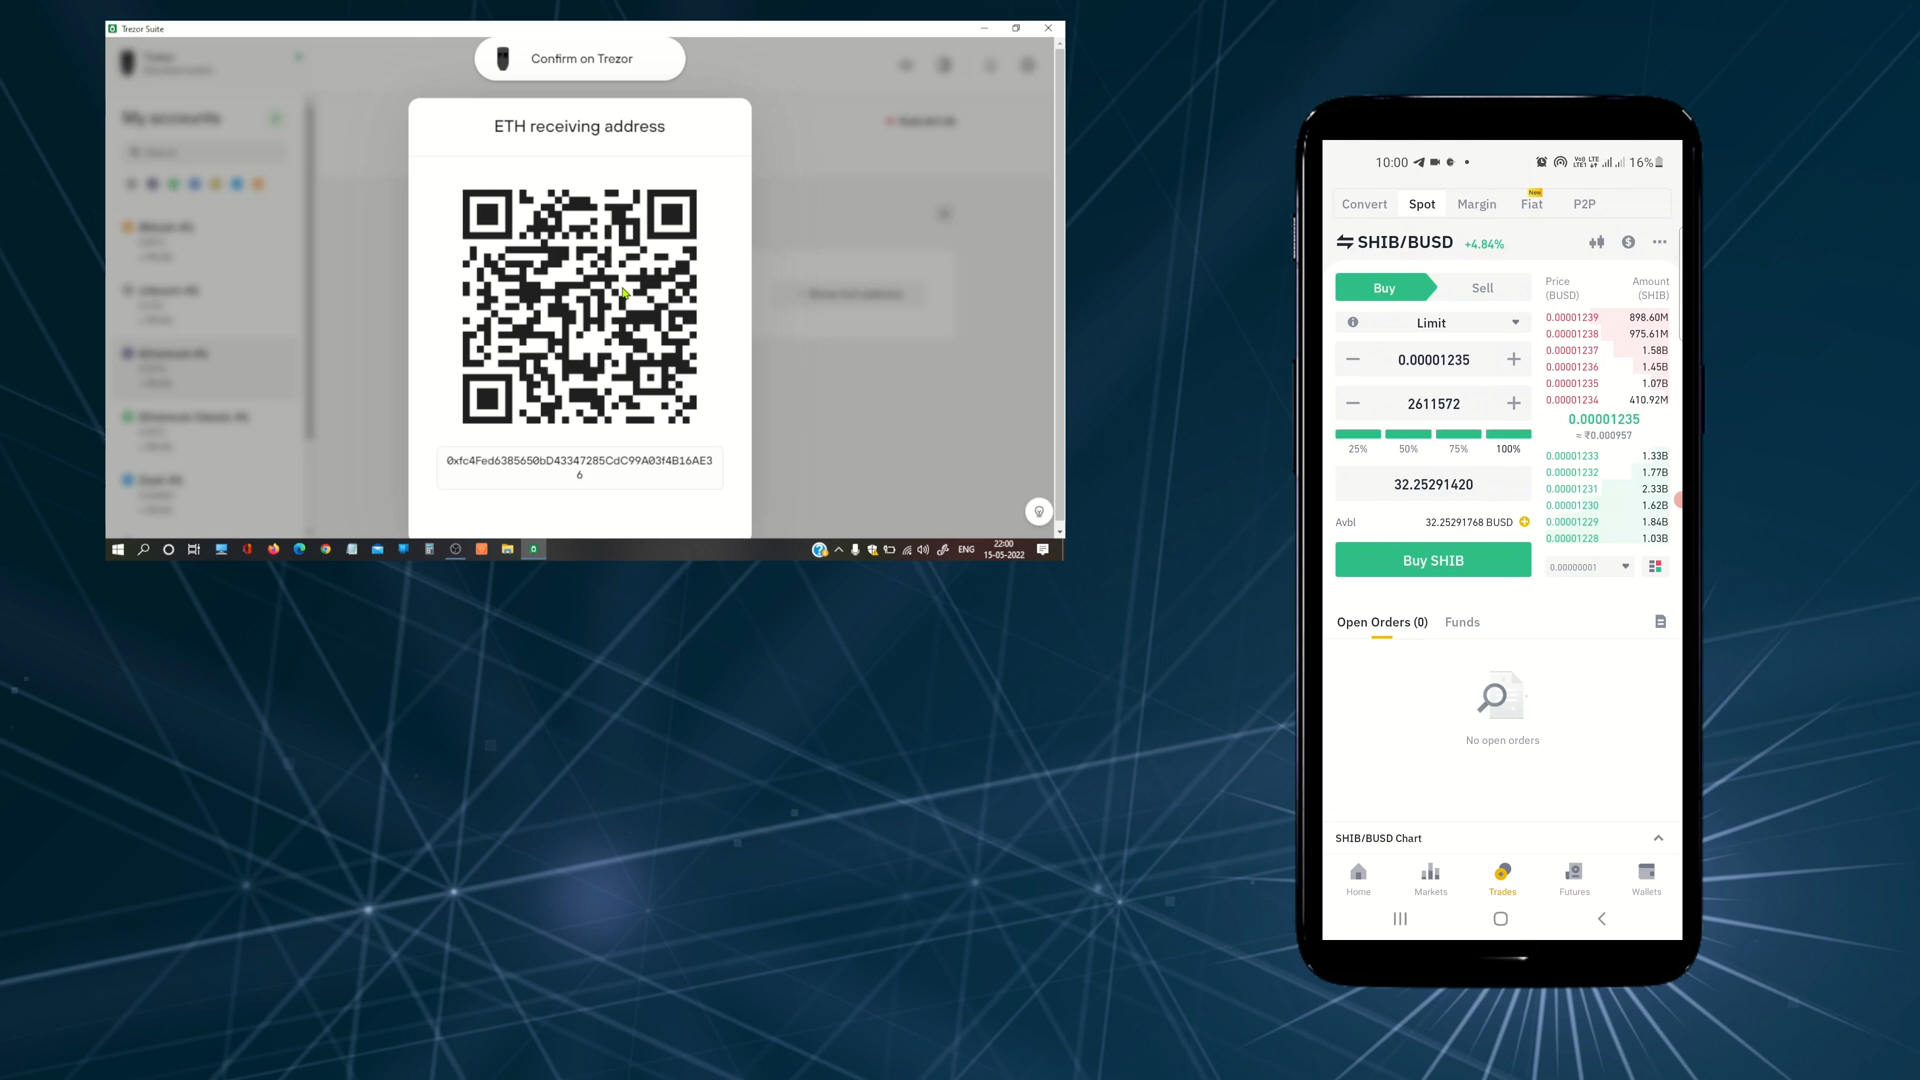 Trezor Suite
Confirm on Trezor
My accounts
ETH receiving address
0xfc4Fed6385650bD43347285CdC99A03f4B16AE3
6
ENG
22:00
15-05-2022
10:00
16%
Convert Spot Margin New Fiat P2P
SHIB/BUSD +4.84%
Buy Sell
Limit
0.00001235
2611572
25% 50% 75% 100%
32.25291420
Avbl 32.25291768 BUSD
Buy SHIB
Price Amount
(BUSD) (SHIB)
0.00001239 898.60M
0.00001238 975.61M
0.00001237 1.58B
0.00001236 1.45B
0.00001235 1.07B
0.00001234 410.92M
0.00001235
≈ ₹0.000957
0.00001233 1.33B
0.00001232 1.77B
0.00001231 2.33B
0.00001230 1.62B
0.00001229 1.84B
0.00001228 1.03B
0.00000001
Open Orders (0) Funds
No open orders
SHIB/BUSD Chart
Home Markets Trades Futures Wallets